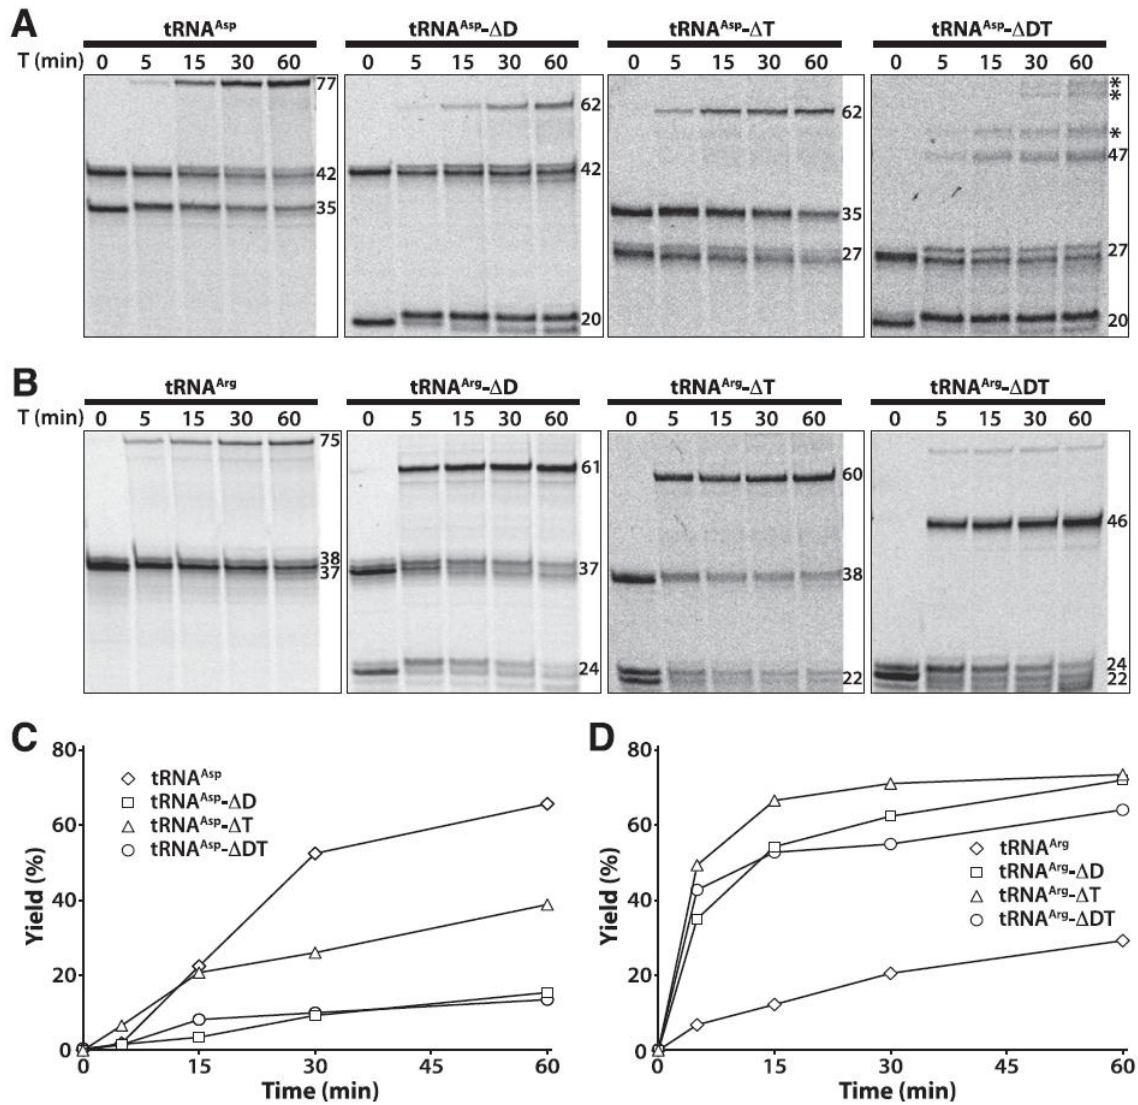 A
tRNAAsp tRNAAsp-ΔD tRNAAsp-ΔT tRNAAsp-ΔDT
T (min) 0 5 15 30 60 0 5 15 30 60 0 5 15 30 60 0 5 15 30 60
77 62 62 *
*
*
42 42 47
35 35
27 27
20 20
B
tRNAArg tRNAArg-ΔD tRNAArg-ΔT tRNAArg-ΔDT
T (min) 0 5 15 30 60 0 5 15 30 60 0 5 15 30 60 0 5 15 30 60
75 61 60
46
38
37 37 38
24 24
22 22
C
80
60
40
20
0
Yield (%)
tRNAAsp
tRNAAsp-ΔD
tRNAAsp-ΔT
tRNAAsp-ΔDT
0 15 30 45 60
Time (min)
D
80
60
40
20
0
Yield (%)
tRNAArg
tRNAArg-ΔD
tRNAArg-ΔT
tRNAArg-ΔDT
0 15 30 45 60
Time (min)